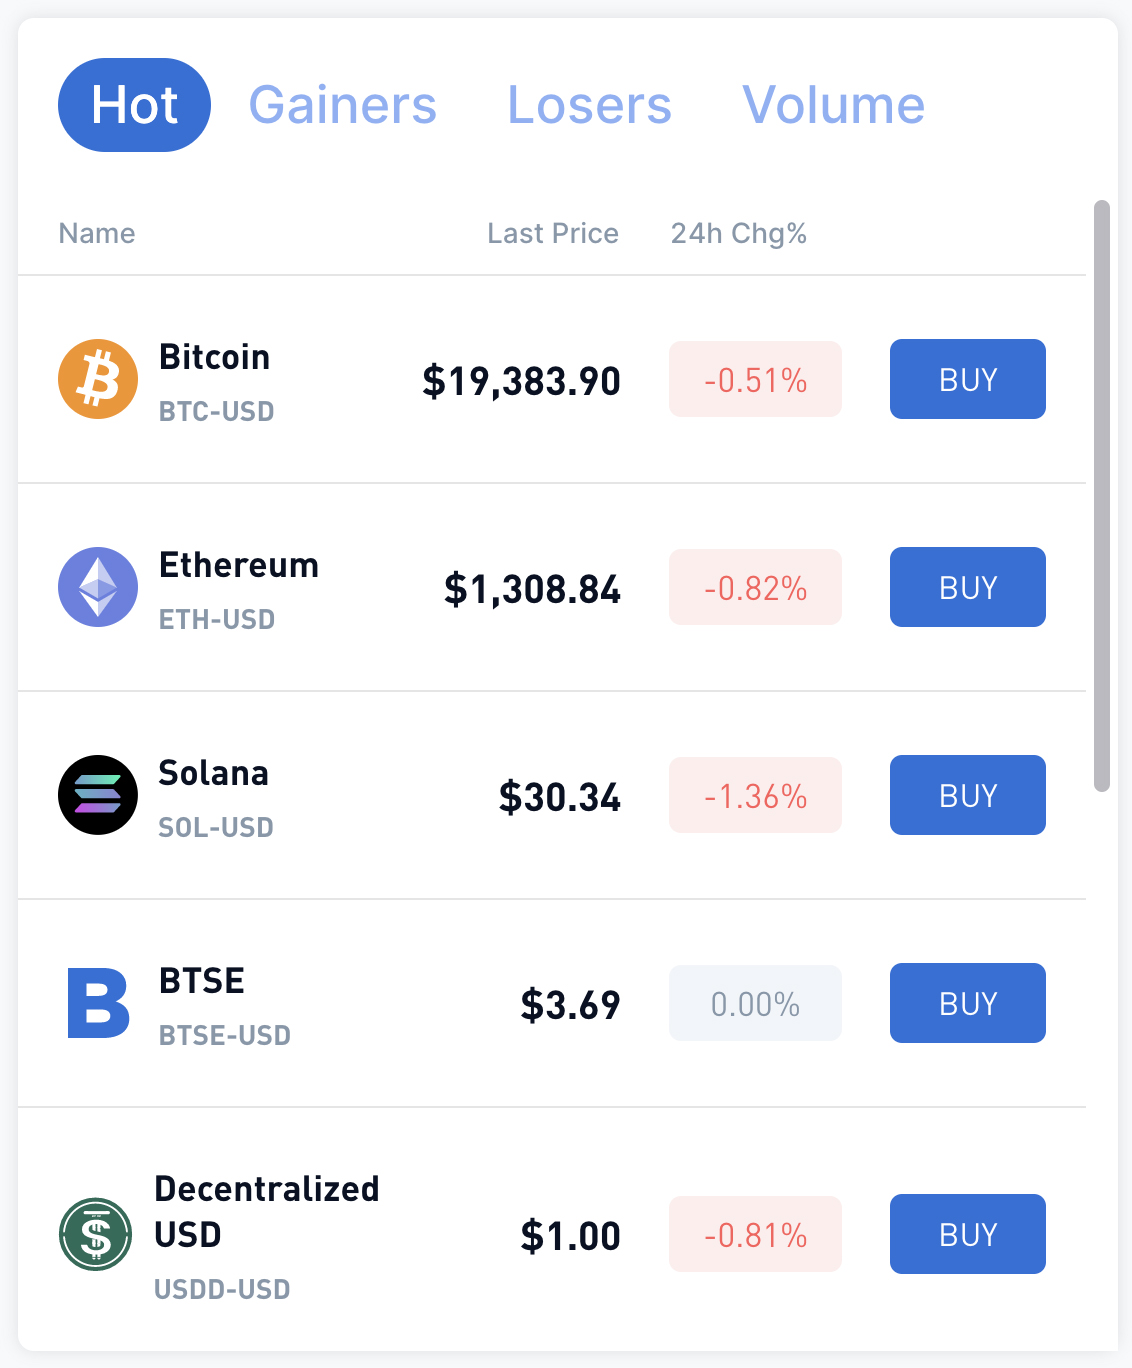 Hot Gainers Losers Volume
Name Last Price 24h Chg%
Bitcoin
BTC-USD
$19,383.90 -0.51% BUY
Ethereum
ETH-USD
$1,308.84 -0.82% BUY
Solana
SOL-USD
$30.34 -1.36% BUY
BTSE
BTSE-USD
$3.69 0.00% BUY
Decentralized
USD
USDD-USD
$1.00 -0.81% BUY